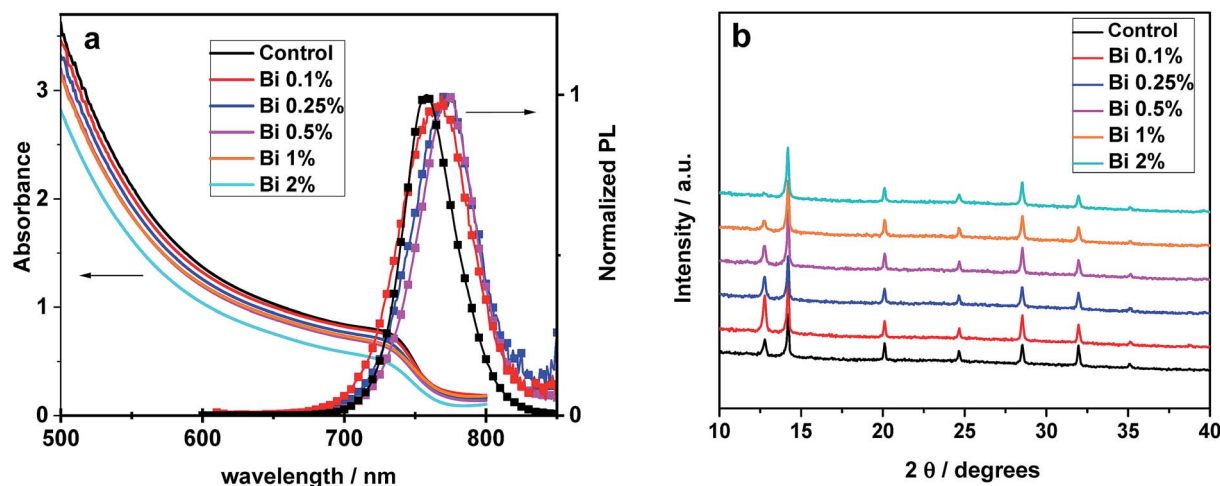 a
Control
Bi 0.1%
Bi 0.25%
Bi 0.5%
Bi 1%
Bi 2%
Absorbance
3
2
1
0
500
600
700
800
wavelength / nm
1
0
Normalized PL
b
Control
Bi 0.1%
Bi 0.25%
Bi 0.5%
Bi 1%
Bi 2%
Intensity / a.u.
10
15
20
25
30
35
40
2 θ / degrees